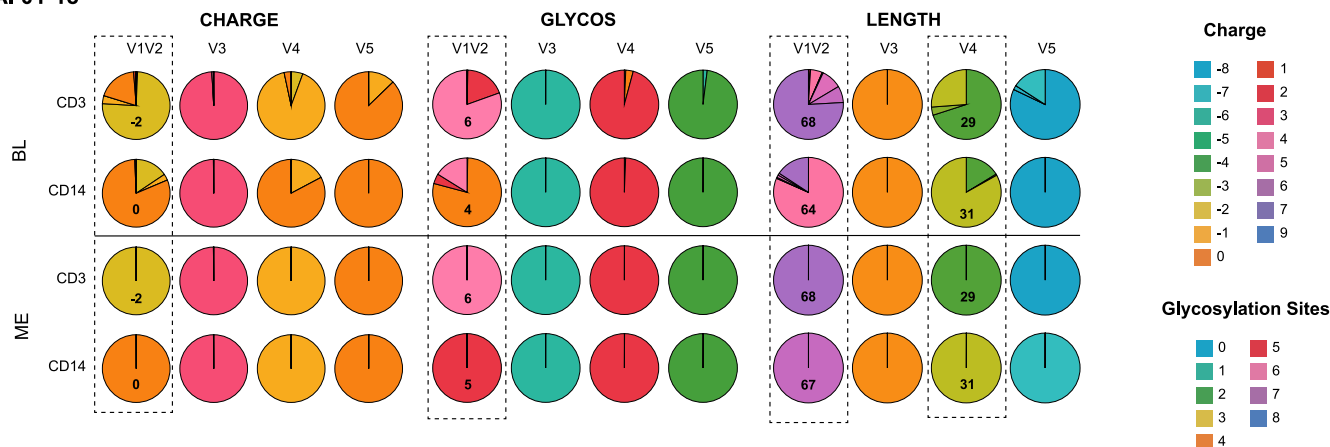 CHARGE GLYCOS LENGTH
V1V2 V3 V4 V5 V1V2 V3 V4 V5 V1V2 V3 V4 V5
BL
CD3 -2 6 68 29
CD14 0 4 64 31
ME
CD3 -2 6 68 29
CD14 0 5 67 31
Charge
-8 1
-7 2
-6 3
-5 4
-4 5
-3 6
-2 7
-1 9
0
Glycosylation Sites
0 5
1 6
2 7
3 8
4